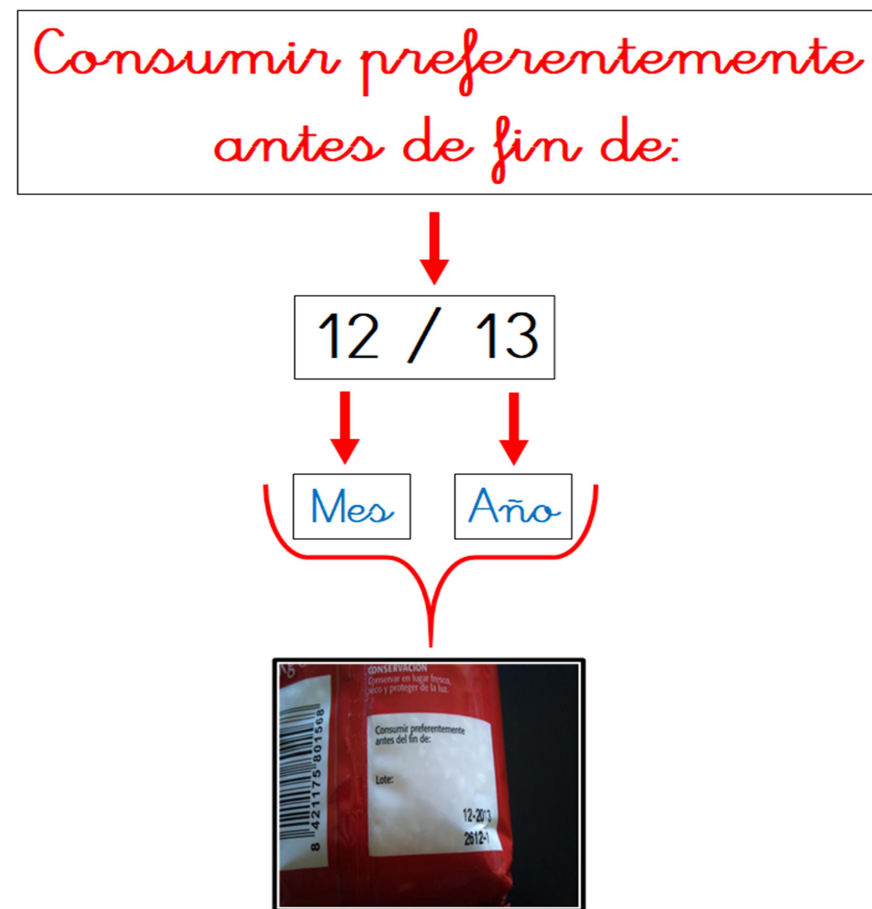 Consumir preferentemente
antes de fin de:
12 / 13
Mes
Año
CONSERVACIÓN
Conservar en lugar fresco,
seco y proteger de la luz.
Consumir preferentemente
antes del fin de:
Lote:
12-2013
2612-1
8 421175 801568